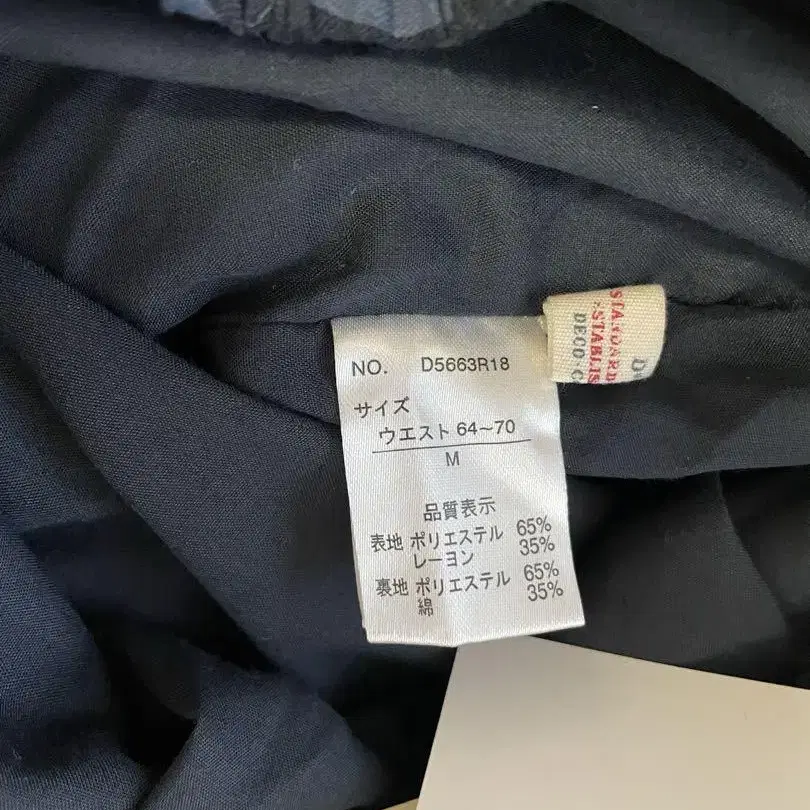 NO. D5663R18
サイズ
ウエスト 64~70
M
品質表示
表地 ポリエステル 65%
レーヨン 35%
裏地 ポリエステル 65%
綿 35%
STANDARD
DECO